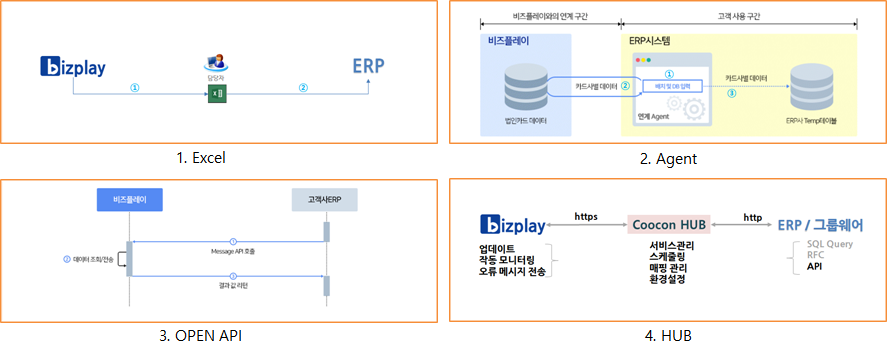 bizplay
담당자
ERP
①
②
1. Excel
비즈플레이와의 연계 구간
고객 사용 구간
비즈플레이
ERP시스템
카드사별 데이터
②
①
배치 및 DB 입력
카드사별 데이터
③
법인카드 데이터
연계 Agent
ERP사 Temp테이블
2. Agent
비즈플레이
고객사ERP
①
Message API 호출
② 데이터 조회/전송
③
결과 값 리턴
3. OPEN API
bizplay
https
Coocon HUB
http
ERP / 그룹웨어
업데이트
작동 모니터링
오류 메시지 전송
서비스관리
스케줄링
매핑 관리
환경설정
SQL Query
RFC
API
4. HUB